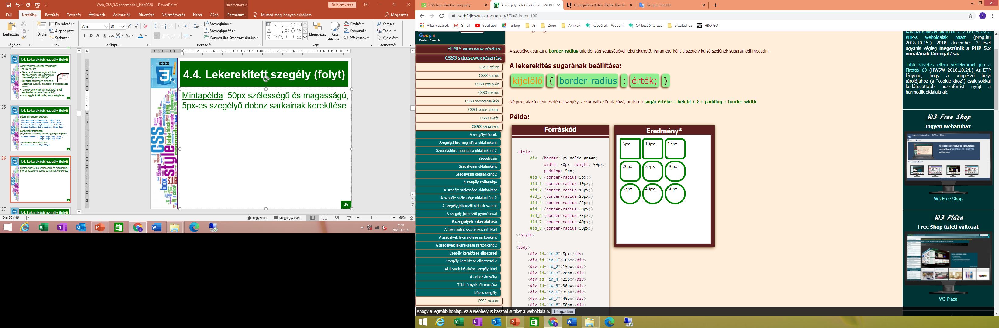 Web_CSS_3.Dobozmodell_kieg2020 - PowerPoint
Rajzeszközök
Bejelentkezés
Fájl Kezdőlap Beszúrás Tervezés Áttűnések Animációk Diavetítés Véleményezés Nézet Súgó Formátum Mutasd meg, hogyan csináljam Megosztás
Beillesztés
Új dia
Elrendezés
Alaphelyzet
Szakasz
Arial 30
Szövegirány
Szövegigazítás
Konvertálás SmartArt-ábrává
Elrendezés
Kész stílusok
Kitöltés
Körvonal
Effektusok
Keresés
Csere
Kijelölés
Vágólap Diák Betűtípus Bekezdés Rajz Szerkesztés
34
4.4. Lekerekített szegély (folyt)
A lekerekítési sugarak megadása:
• pt, px, %, em
• %-os: a vízszintes sugár a doboz
szélességének, a függőleges a
magasságának az aránya
• két érték szükséges: az első a
vízszintes sugarat, a második a függőlegeset
jelenti
• ha csak egy érték van megadva: a két
sugárérték azonos (negyedkör)
• ha az egyik érték nulla, akkor szögletes
35
4.4. Lekerekített szegély (folyt)
eltérő saroklekerekítések:
border-top-left-radius: 55pt 25pt;
border-top-right-radius: 50px 20px;
border-bottom-right-radius: 25% 40%;
border-bottom-left-radius: 10em 5em;
összevont formában:
border-radius: 55pt 50px 25% 10em /
25pt 20px 40% 5em;
(ha mindegyik sarok egyforma)
border-radius: 30px/30px;
36
4.4. Lekerekített szegély (folyt)
Mintapélda: 50px szélességű és magasságú,
5px-es szegélyű doboz sarkainak kerekítése
37
4.4. Lekerekített szegély (folyt)
CSS
4.4. Lekerekített szegély (folyt)
Mintapélda: 50px szélességű és magasságú,
5px-es szegélyű doboz sarkainak kerekítése
36
Dia 36 / 89
Jegyzetek Megjegyzések 69%
5:36
2020.11.14.
CSS box-shadow property
A szegélyek lekerekítése - WEBFE
Georgiában Biden, Észak-Karolin
Google Fordító
webfejlesztes.gtportal.eu/?f0=2_keret_100
Alkalmazások Gmail YouTube Térkép JS Zene Aminak Képzések - Webuni C# kezdő kurzus oktatáshoz HBO GO
Google
Custom Search
HTML5 WEBOLDALAK KÉSZÍTÉSE
CSS3 STÍLUSLAPOK KÉSZÍTÉSE
CSS3 SZÍNEK
CSS3 ALAPOK
CSS3 KIJELÖLŐK
CSS3 FONTOK
CSS3 SZÖVEGFORMÁZÁS
CSS3 DOBOZ MODELL
CSS3 HÁTÉR
CSS3 SZEGÉLYEK
A szegélystílusok
Szegélystílus megadása oldalanként
Szegélystílus megadása oldalanként 2
Szegélyszín
Szegélyszín oldalanként
Szegélyszín oldalanként 2
A szegély szélessége
A szegély szélessége oldalanként
A szegély szélessége oldalanként 2
A szegély jellemzői oldalak szerint
A szegély jellemzői gyorsírással
A szegélyek lekerekítése
A lekerekítés százalékos értékkel
A szegélyek lekerekítése sarkonként
A szegélyek lekerekítése sarkonként 2
Szegély kerekítése ellipszissel
Szegély kerekítése ellipszissel 2
Alakzatok készítése szegélyekkel
A doboz árnyéka
Több árnyék létrehozása
Képes szegély
CSS3 MARGÓK
A szegélyek sarkai a border-radius tulajdonság segítségével lekerekíthető. Paraméterként a szegély külső szélének sugarát kell megadni.
A lekerekítés sugarának beállítása:
kijelölő { border-radius : érték; }
Négyzet alakú elem esetén a szegély, akkor válik kör alakúvá, amikor a sugár értéke = height / 2 + padding + border-width
Példa:
Forráskód
<style>
div {border:5px solid green;
width: 50px; height: 50px;
padding: 5px;}
#id_0 {border-radius:5px;}
#id_1 {border-radius:10px;}
#id_2 {border-radius:15px;}
#id_3 {border-radius:20px;}
#id_4 {border-radius:25px;}
#id_5 {border-radius:30px;}
#id_6 {border-radius:35px;}
#id_7 {border-radius:40px;}
#id_8 {border-radius:50px;}
</style>
...
<body>
<div id="id_0">5px</div>
<div id="id_1">10px</div>
<div id="id_2">15px</div>
<div id="id_3">20px</div>
<div id="id_4">25px</div>
<div id="id_5">30px</div>
<div id="id_6">35px</div>
<div id="id_7">40px</div>
<div id="id_8">50px</div>
Eredmény*
5px 10px 15px
20px 25px 30px
35px 40px 50px
Katasztrofálisan indulhat a 2019-es év a
PHP-s weboldalak miatt (prog.hu
2018.10.15.) 2018 december 31-ével
ugyanis végleg megszűnik a PHP 5.x
vonalának támogatása.
Jobb követés elleni védelemmel jön a
Firefox 63 (HWSW 2018.10.24.) Az ETP
lényege, hogy a böngésző helyi
tárolójához (a "cookie-khoz") csak sokkal
korlátozottabb hozzáférést nyújt a
harmadik oldalaknak.
W3 Free Shop
ingyen webáruház
W3 Free Shop
W3 Pláza
Free Shop üzleti változat
W3 Pláza
Ahogy a legtöbb honlap, ez a webhely is használ sütiket a weboldalain. Elfogadom